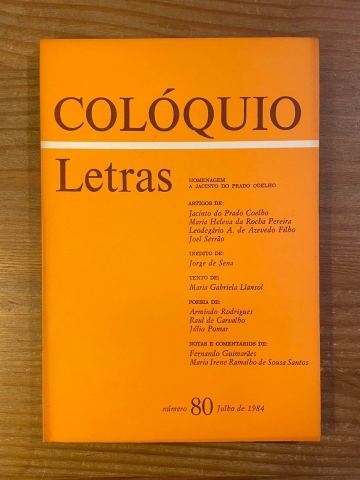 COLÓQUIO
Letras
HOMENAGEM
A JACINTO DO PRADO COELHO
ARTIGOS DE:
Jacinto do Prado Coelho
Maria Helena da Rocha Pereira
Leodegário A. de Azevedo Filho
Joel Serrão
INÉDITO DE:
Jorge de Sena
TEXTO DE:
Maria Gabriela Llansol
POESIA DE:
Armindo Rodrigues
Raul de Carvalho
Júlio Pomar
NOTAS E COMENTÁRIOS DE:
Fernando Guimarães
Maria Irene Ramalho de Sousa Santos
número 80 Julho de 1984